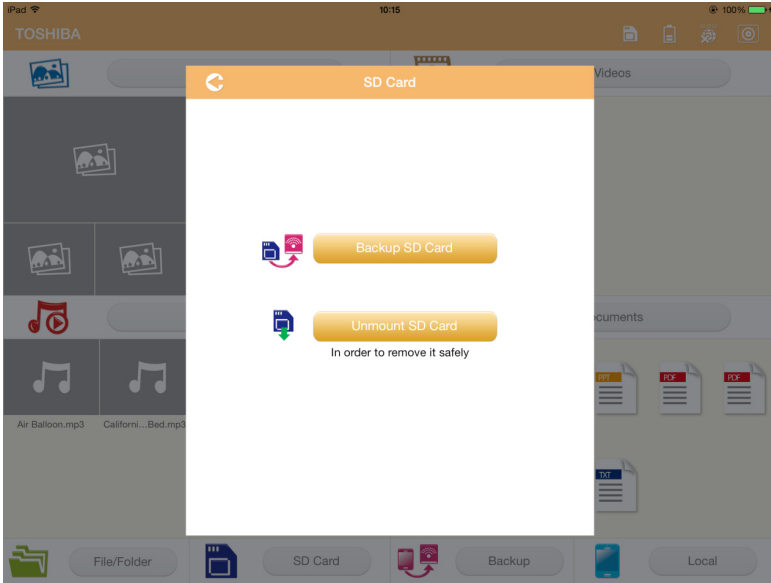 iPad 10:15 100%
TOSHIBA
Videos
SD Card
Backup SD Card
Unmount SD Card
In order to remove it safely
cuments
PPT PDF PDF
Air Balloon.mp3 Californi...Bed.mp3
TXT
File/Folder SD Card Backup Local